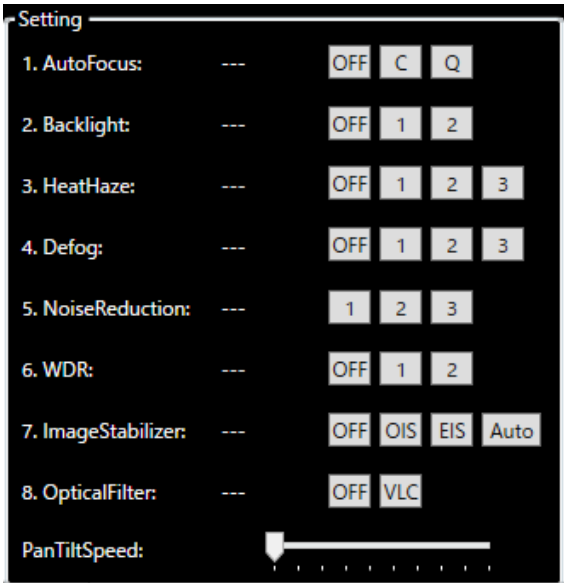 Setting
1. AutoFocus: --- OFF C Q
2. Backlight: --- OFF 1 2
3. HeatHaze: --- OFF 1 2 3
4. Defog: --- OFF 1 2 3
5. NoiseReduction: --- 1 2 3
6. WDR: --- OFF 1 2
7. ImageStabilizer: --- OFF OIS EIS Auto
8. OpticalFilter: --- OFF VLC
PanTiltSpeed: